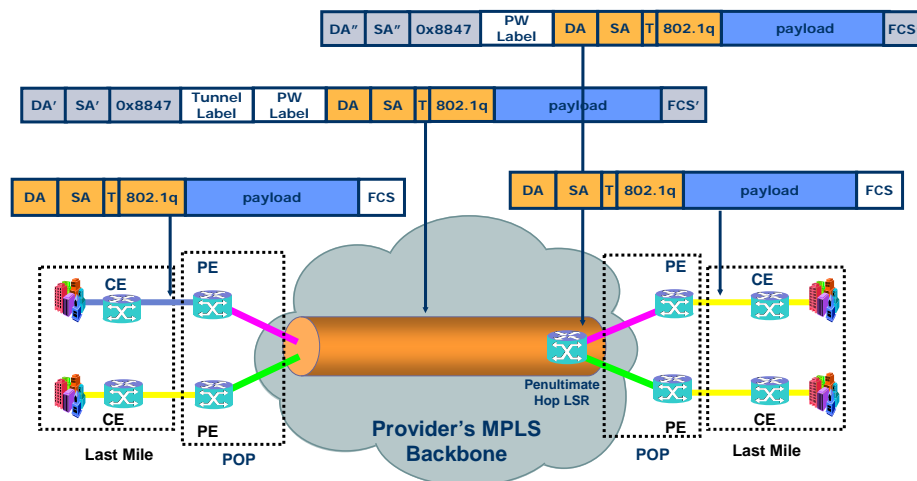 DA" SA" 0x8847 PW Label DA SA T 802.1q payload FCS'
DA' SA' 0x8847 Tunnel Label PW Label DA SA T 802.1q payload FCS'
DA SA T 802.1q payload FCS
DA SA T 802.1q payload FCS
CE
PE
PE
CE
CE
PE
Penultimate
Hop LSR
PE
CE
Last Mile
POP
Provider's MPLS
Backbone
POP
Last Mile